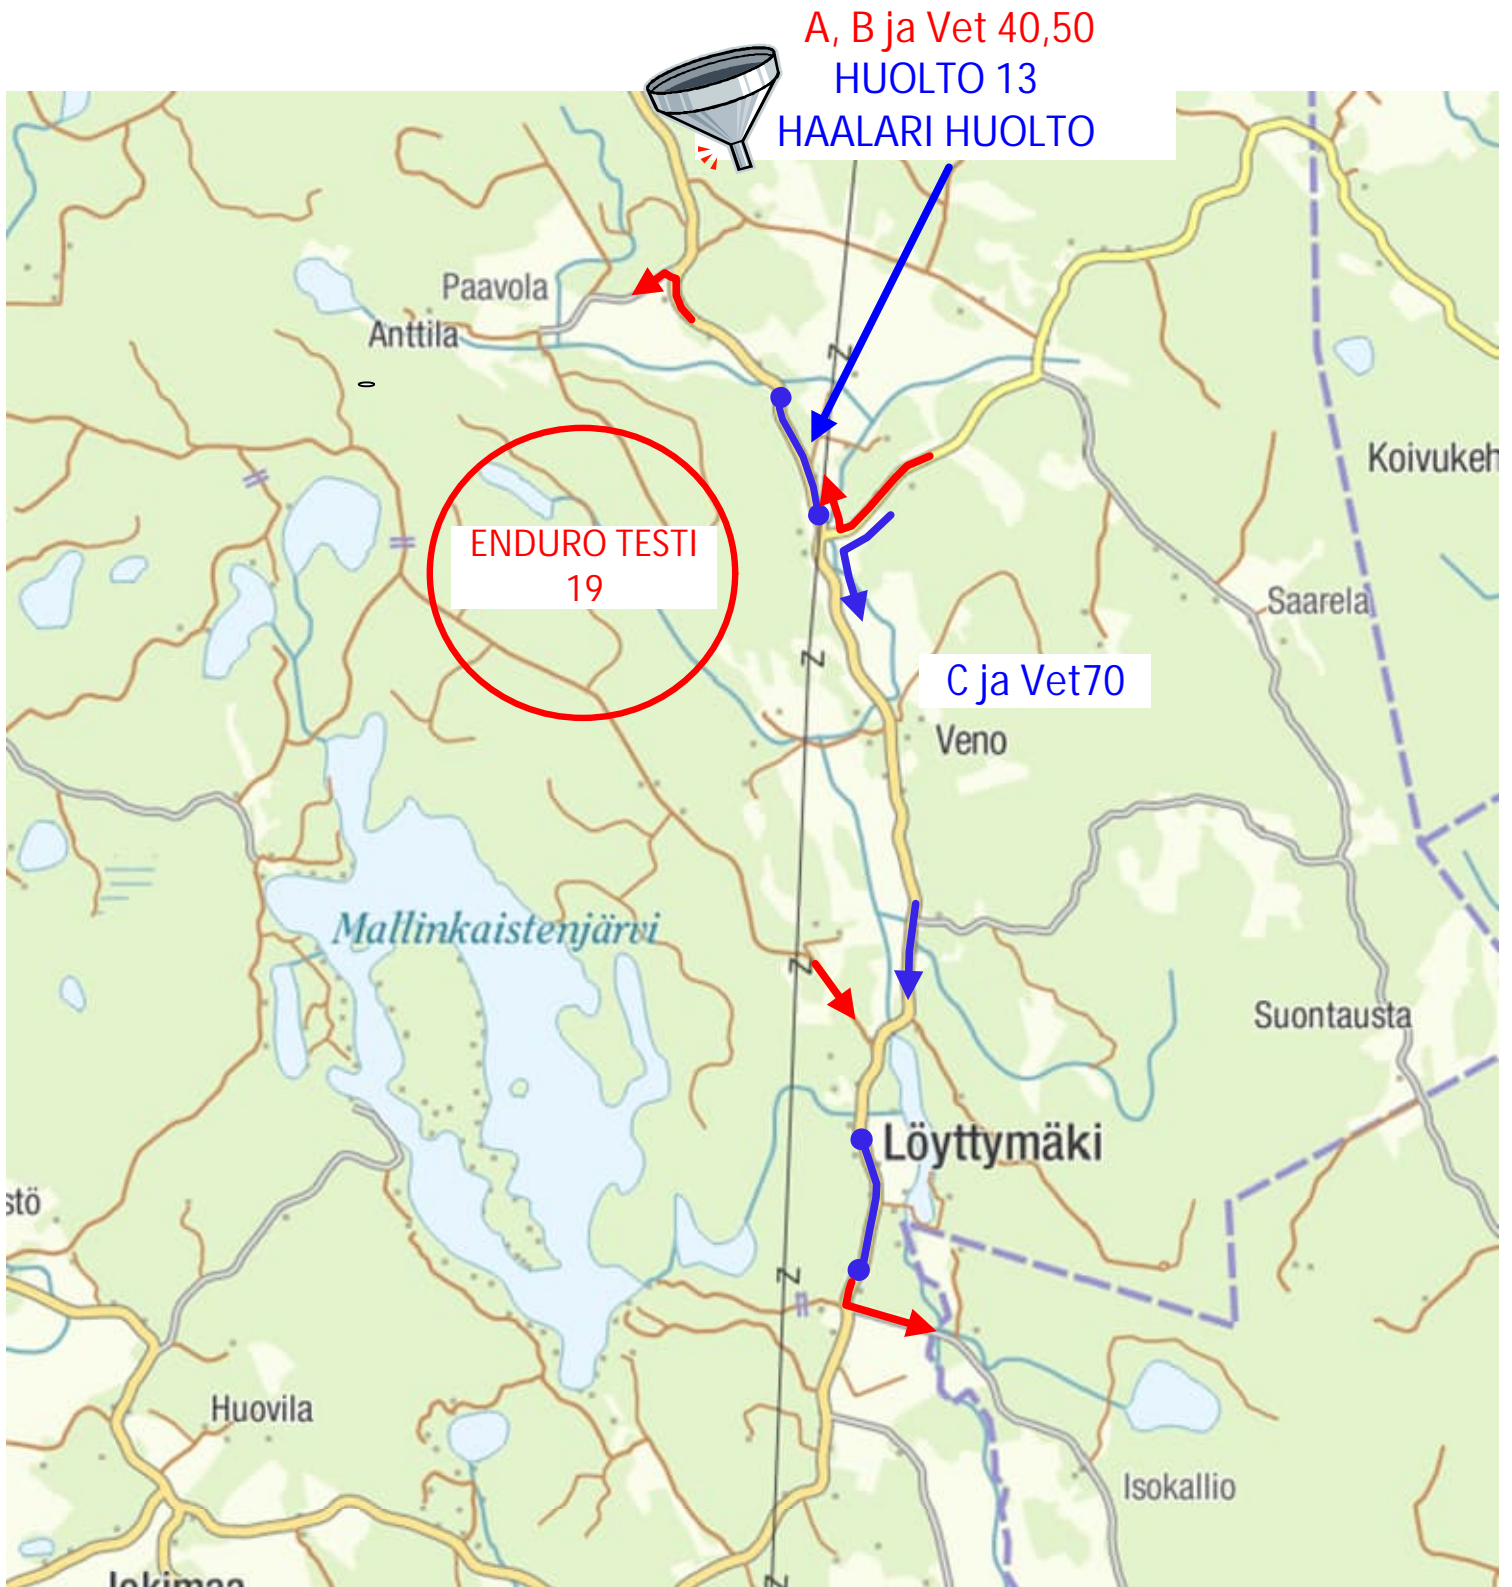 A, B ja Vet 40,50
HUOLTO 13
HAALARI HUOLTO
Paavola
Anttila
Koivukeh
ENDURO TESTI
19
Saarela
C ja Vet70
Veno
Mallinkaistenjärvi
Suontausta
Löyttymäki
stö
Huovila
Isokallio
Jokimaa